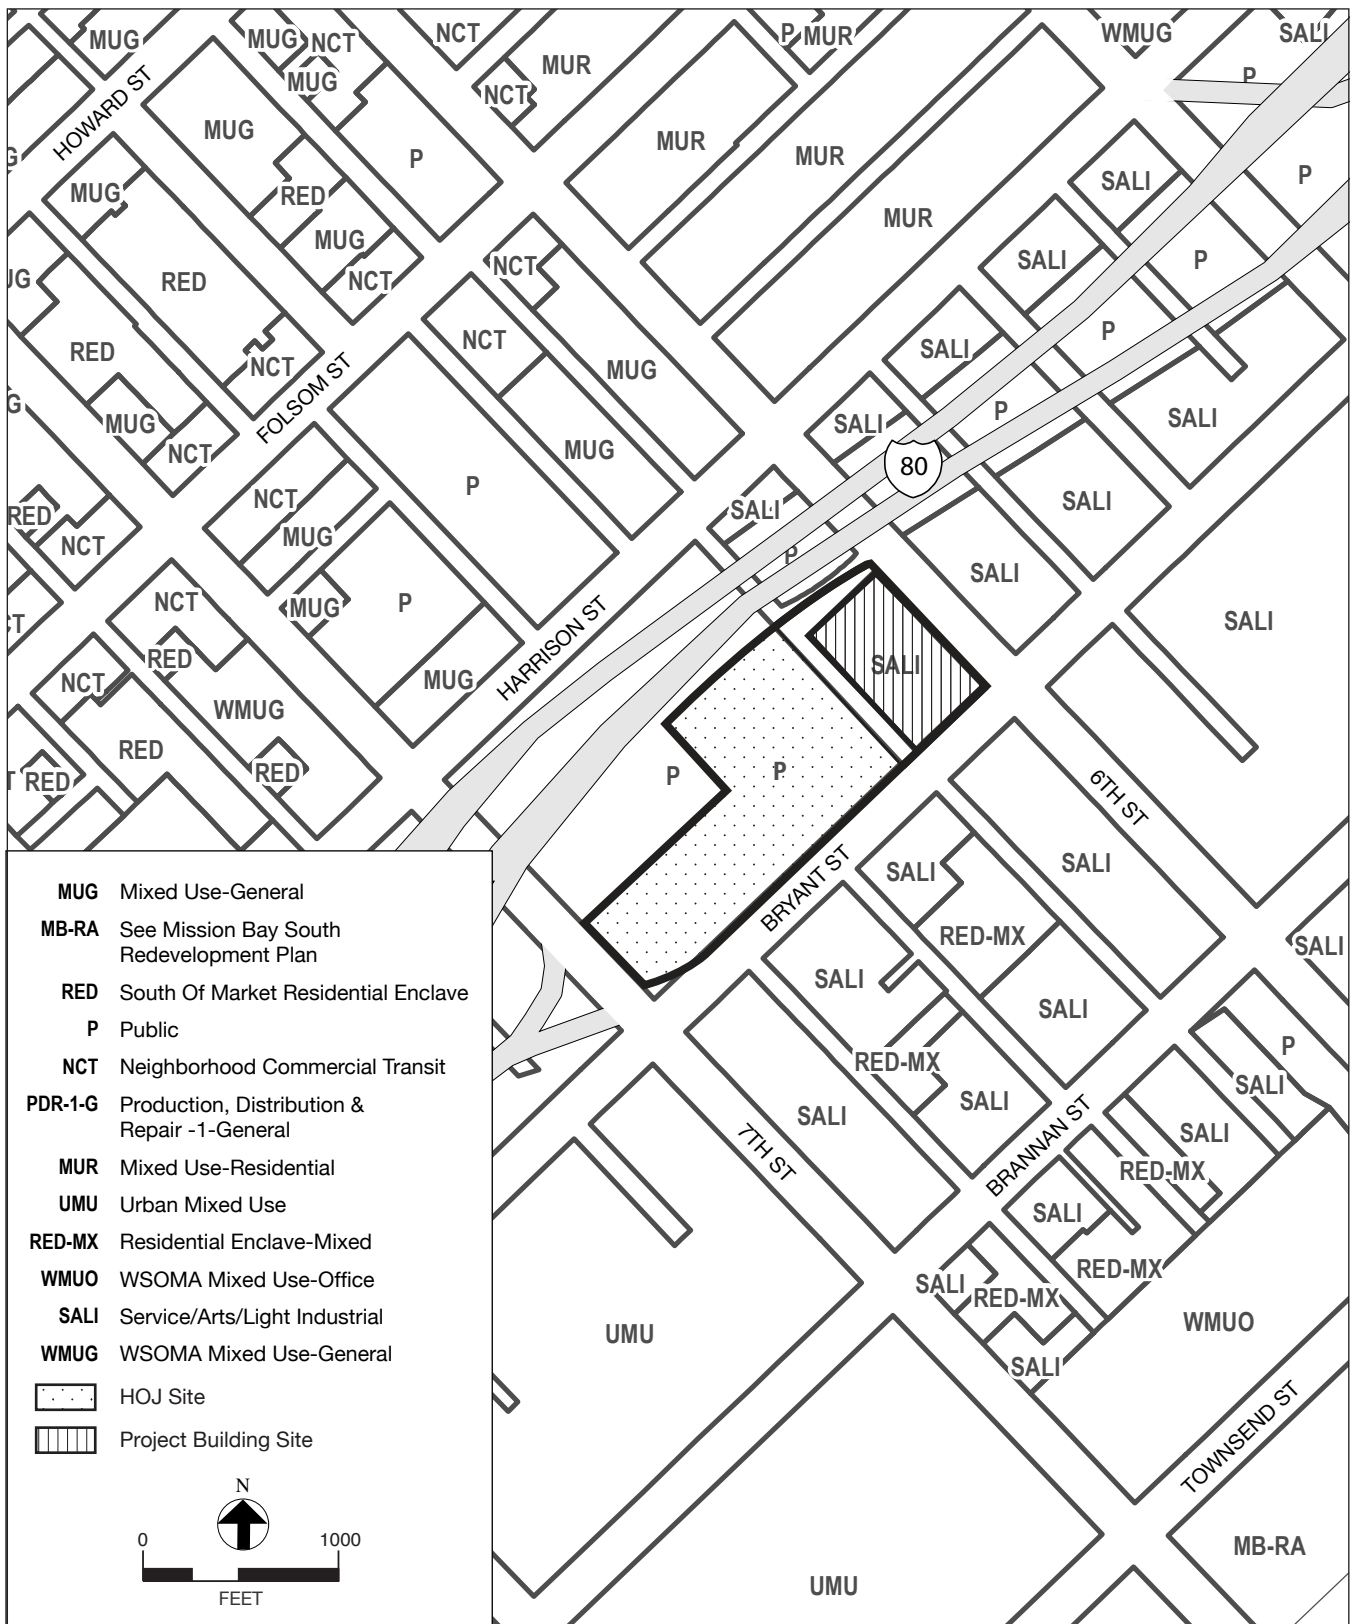 MUG
MUG
NCT
NCT
P
MUR
WMUG
SALI
MUG
MUR
NCT
P
HOWARD ST
MUG
P
MUR
MUR
P
SALI
MUG
RED
MUR
MUG
NCT
SALI
P
RED
NCT
NCT
P
RED
NCT
SALI
MUG
NCT
FOLSOM ST
MUG
SALI
P
SALI
MUG
80
P
NCT
SALI
SALI
RED
MUG
NCT
P
SALI
NCT
MUG
P
HARRISON ST
SALI
RED
SALI
NCT
MUG
WMUG
RED
RED
RED
P
P
6TH ST
SALI
SALI
BRYANT ST
RED-MX
SALI
SALI
SALI
RED-MX
P
SALI
SALI
SALI
7TH ST
BRANNAN ST
SALI
RED-MX
SALI
RED-MX
SALI
RED-MX
WMUO
UMU
SALI
TOWNSEND ST
MB-RA
UMU
MUG Mixed Use-General
MB-RA See Mission Bay South
Redevelopment Plan
RED South Of Market Residential Enclave
P Public
NCT Neighborhood Commercial Transit
PDR-1-G Production, Distribution &
Repair -1-General
MUR Mixed Use-Residential
UMU Urban Mixed Use
RED-MX Residential Enclave-Mixed
WMUO WSOMA Mixed Use-Office
SALI Service/Arts/Light Industrial
WMUG WSOMA Mixed Use-General
HOJ Site
Project Building Site
N
0 1000
FEET